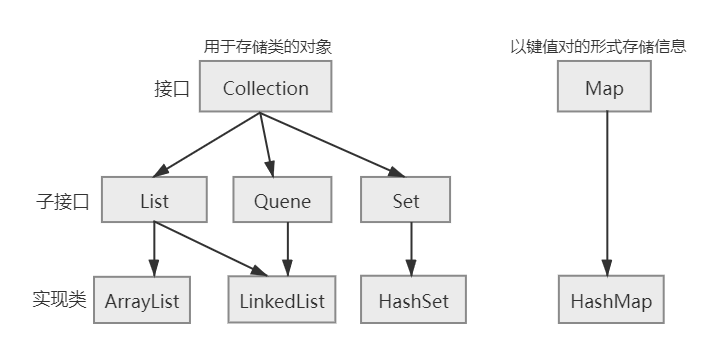 用于存储类的对象
以键值对的形式存储信息
接口
Collection
Map
子接口
List
Quene
Set
实现类
ArrayList
LinkedList
HashSet
HashMap